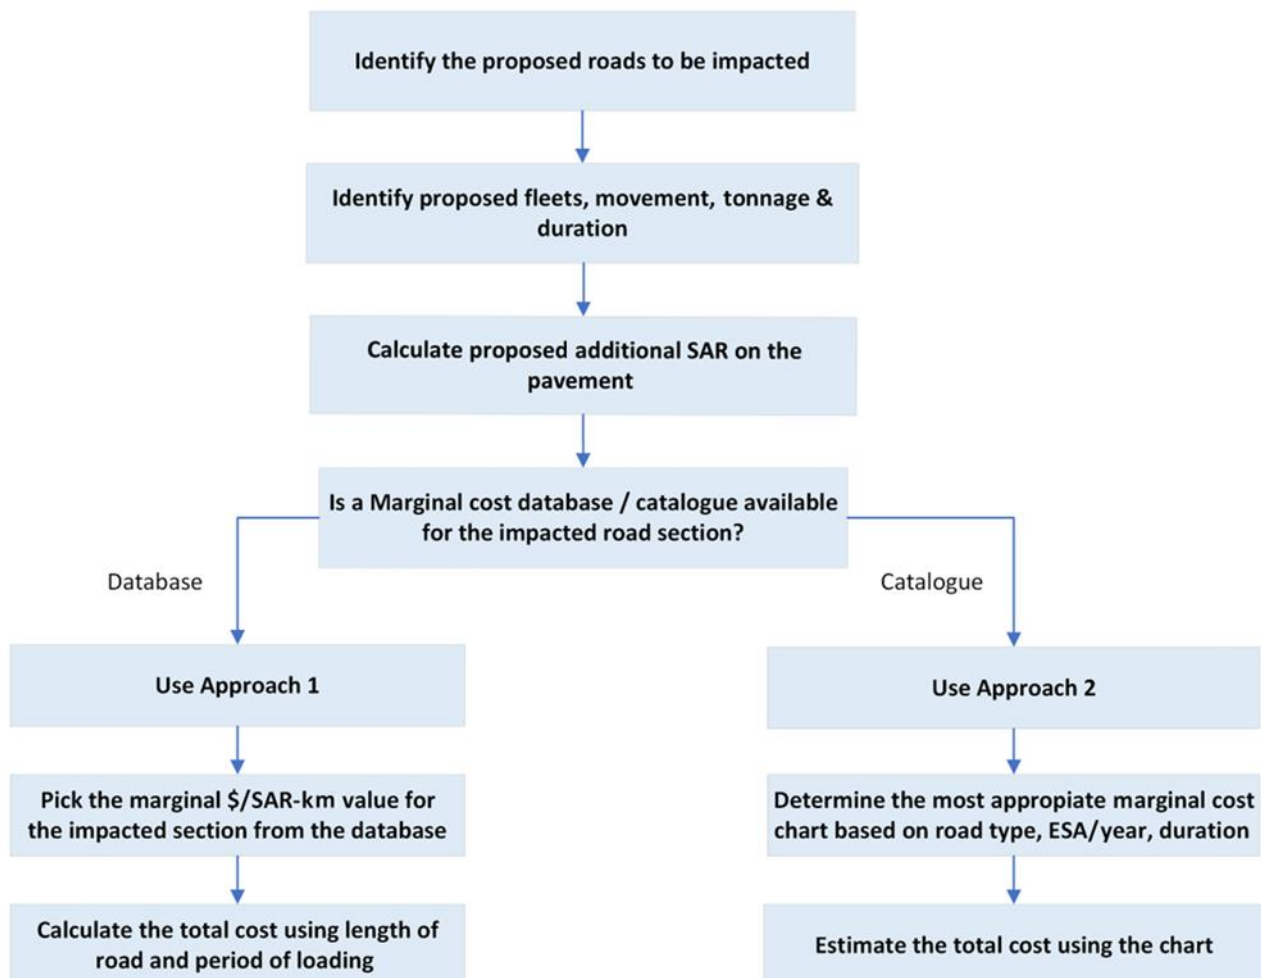 Identify the proposed roads to be impacted
Identify proposed fleets, movement, tonnage &
duration
Calculate proposed additional SAR on the
pavement
Is a Marginal cost database / catalogue available
for the impacted road section?
Database
Catalogue
Use Approach 1
Use Approach 2
Pick the marginal $/SAR-km value for
the impacted section from the database
Determine the most appropiate marginal cost
chart based on road type, ESA/year, duration
Calculate the total cost using length of
road and period of loading
Estimate the total cost using the chart